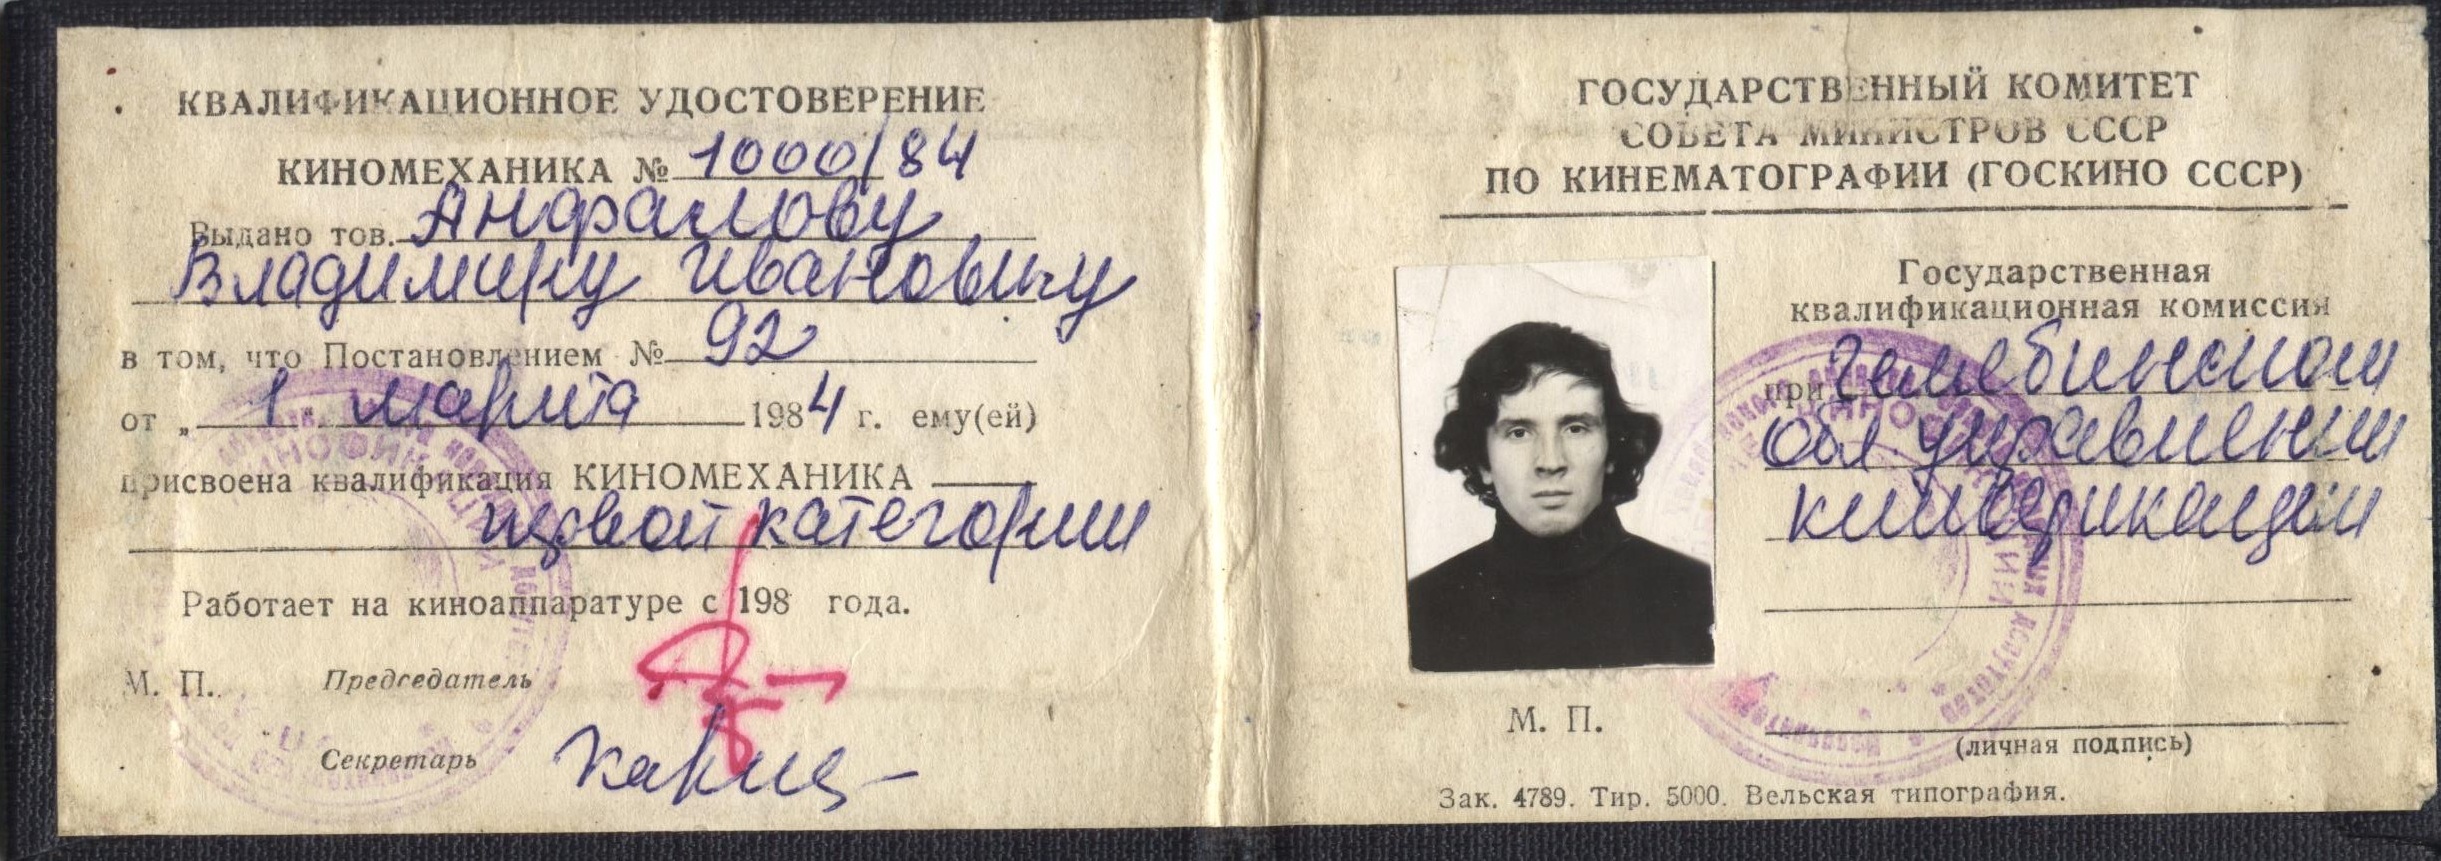 КВАЛИФИКАЦИОННОЕ УДОСТОВЕРЕНИЕ
КИНОМЕХАНИКА № 1000/84
Выдано тов. Анфалову
Владимиру Ивановичу
в том, что Постановлением № 92
от „ 1 “ марта 1984 г. ему(ей)
присвоена квалификация КИНОМЕХАНИКА
первой категории
Работает на киноаппаратуре с 198 года.
М. П. Председатель
Секретарь
ГОСУДАРСТВЕННЫЙ КОМИТЕТ
СОВЕТА МИНИСТРОВ СССР
ПО КИНЕМАТОГРАФИИ (ГОСКИНО СССР)
Государственная
квалификационная комиссия
при Челябинском
обл. управлении
кинофикации
М. П.
(личная подпись)
Зак. 4789. Тир. 5000. Вельская типография.